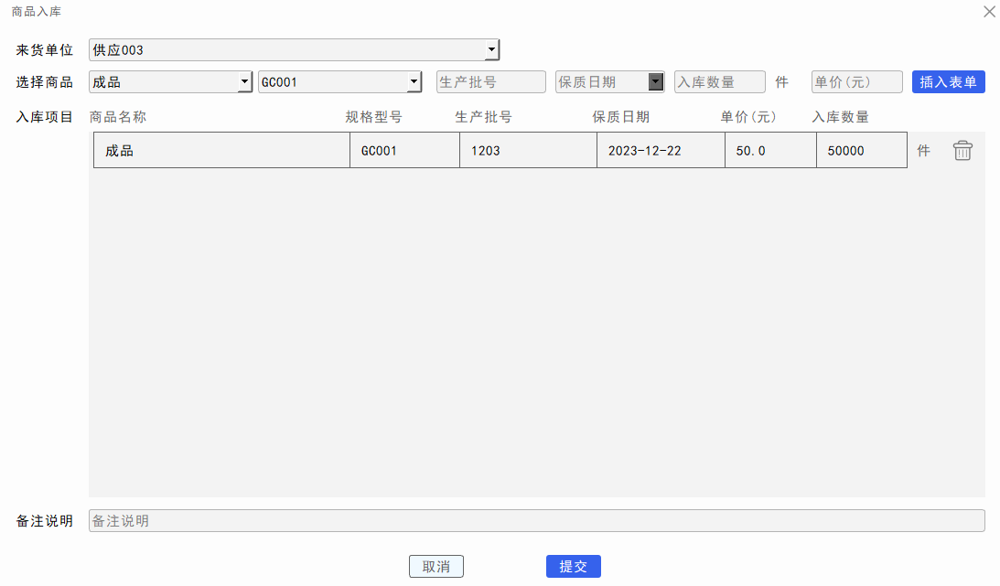 商品入库
来货单位 供应003
选择商品 成品 GC001 生产批号 保质日期 入库数量 件 单价(元) 插入表单
入库项目 商品名称 规格型号 生产批号 保质日期 单价(元) 入库数量
成品 GC001 1203 2023-12-22 50.0 50000 件
备注说明 备注说明
取消 提交